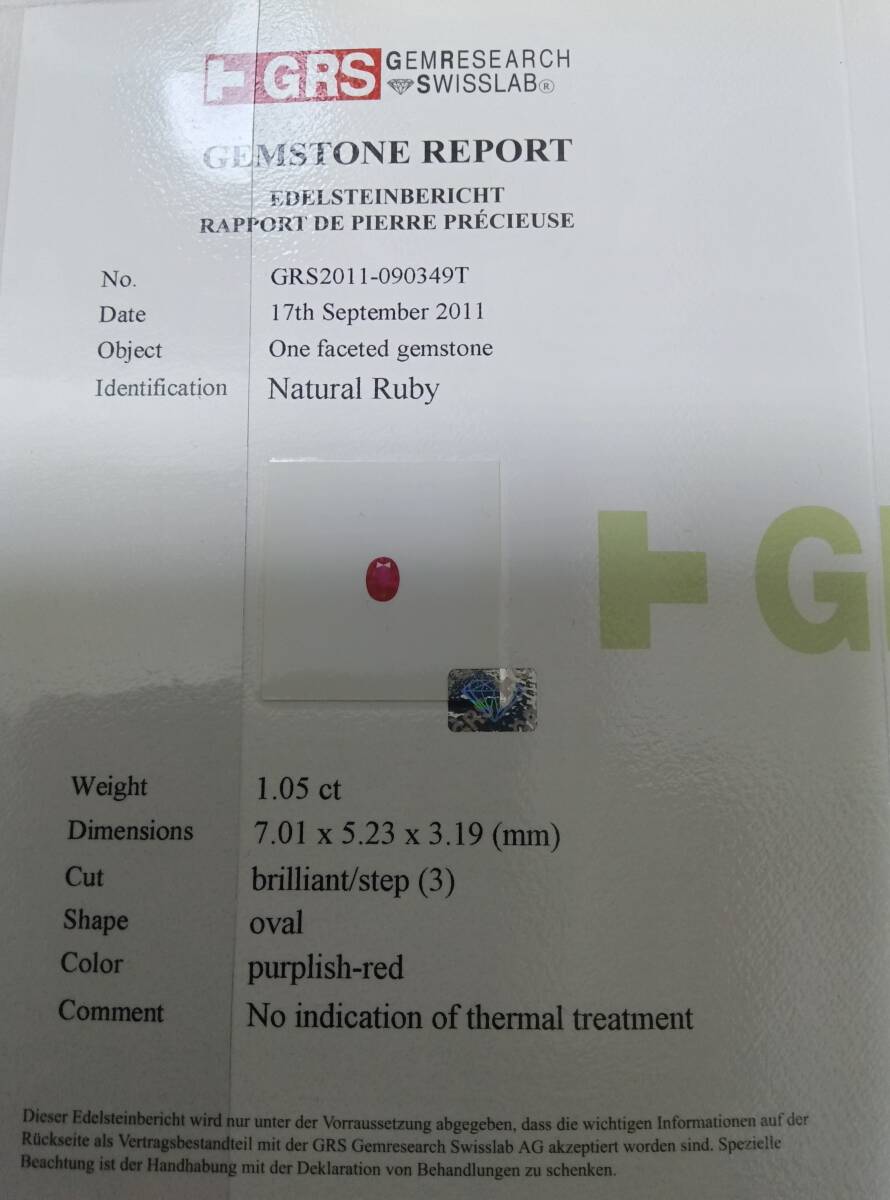 GRS GEMRESEARCH
SWISSLAB®
GEMSTONE REPORT
EDELSTEINBERICHT
RAPPORT DE PIERRE PRÉCIEUSE
No. GRS2011-090349T
Date 17th September 2011
Object One faceted gemstone
Identification Natural Ruby
Weight 1.05 ct
Dimensions 7.01 x 5.23 x 3.19 (mm)
Cut brilliant/step (3)
Shape oval
Color purplish-red
Comment No indication of thermal treatment
Dieser Edelsteinbericht wird nur unter der Vorraussetzung abgegeben, dass die wichtigen Informationen auf der
Rückseite als Vertragsbestandteil mit der GRS Gemresearch Swisslab AG akzeptiert worden sind. Spezielle
Beachtung ist der Handhabung mit der Deklaration von Behandlungen zu schenken.